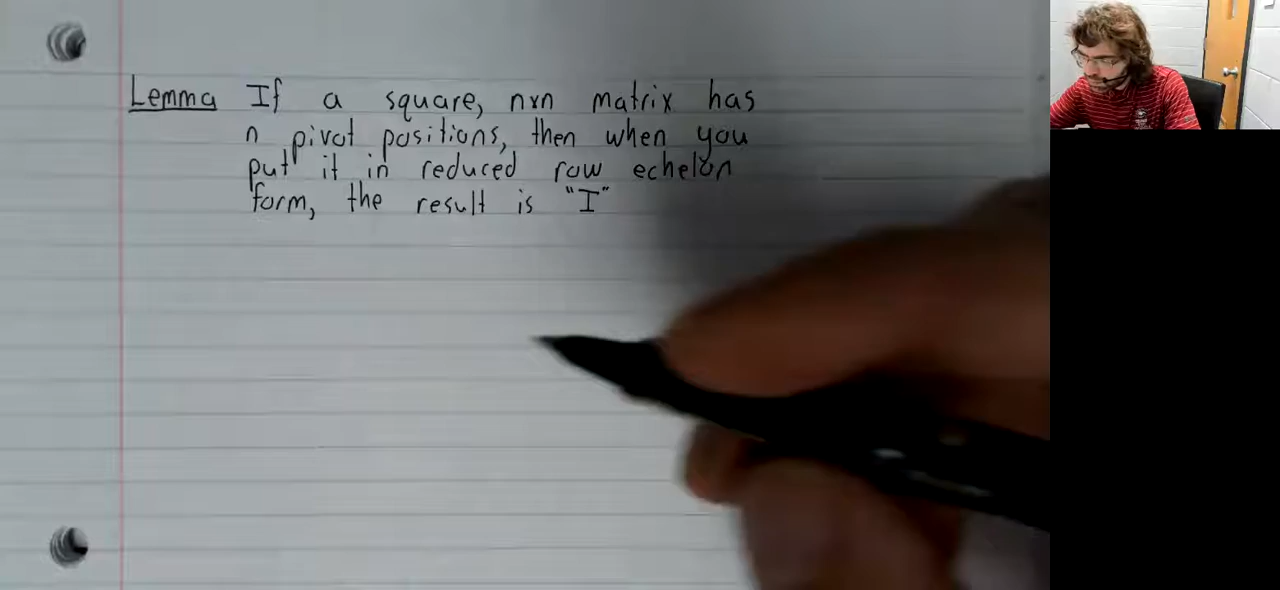 Lemma If a square, nxn matrix has
n pivot positions, then when you
put it in reduced row echelon
form, the result is "I"